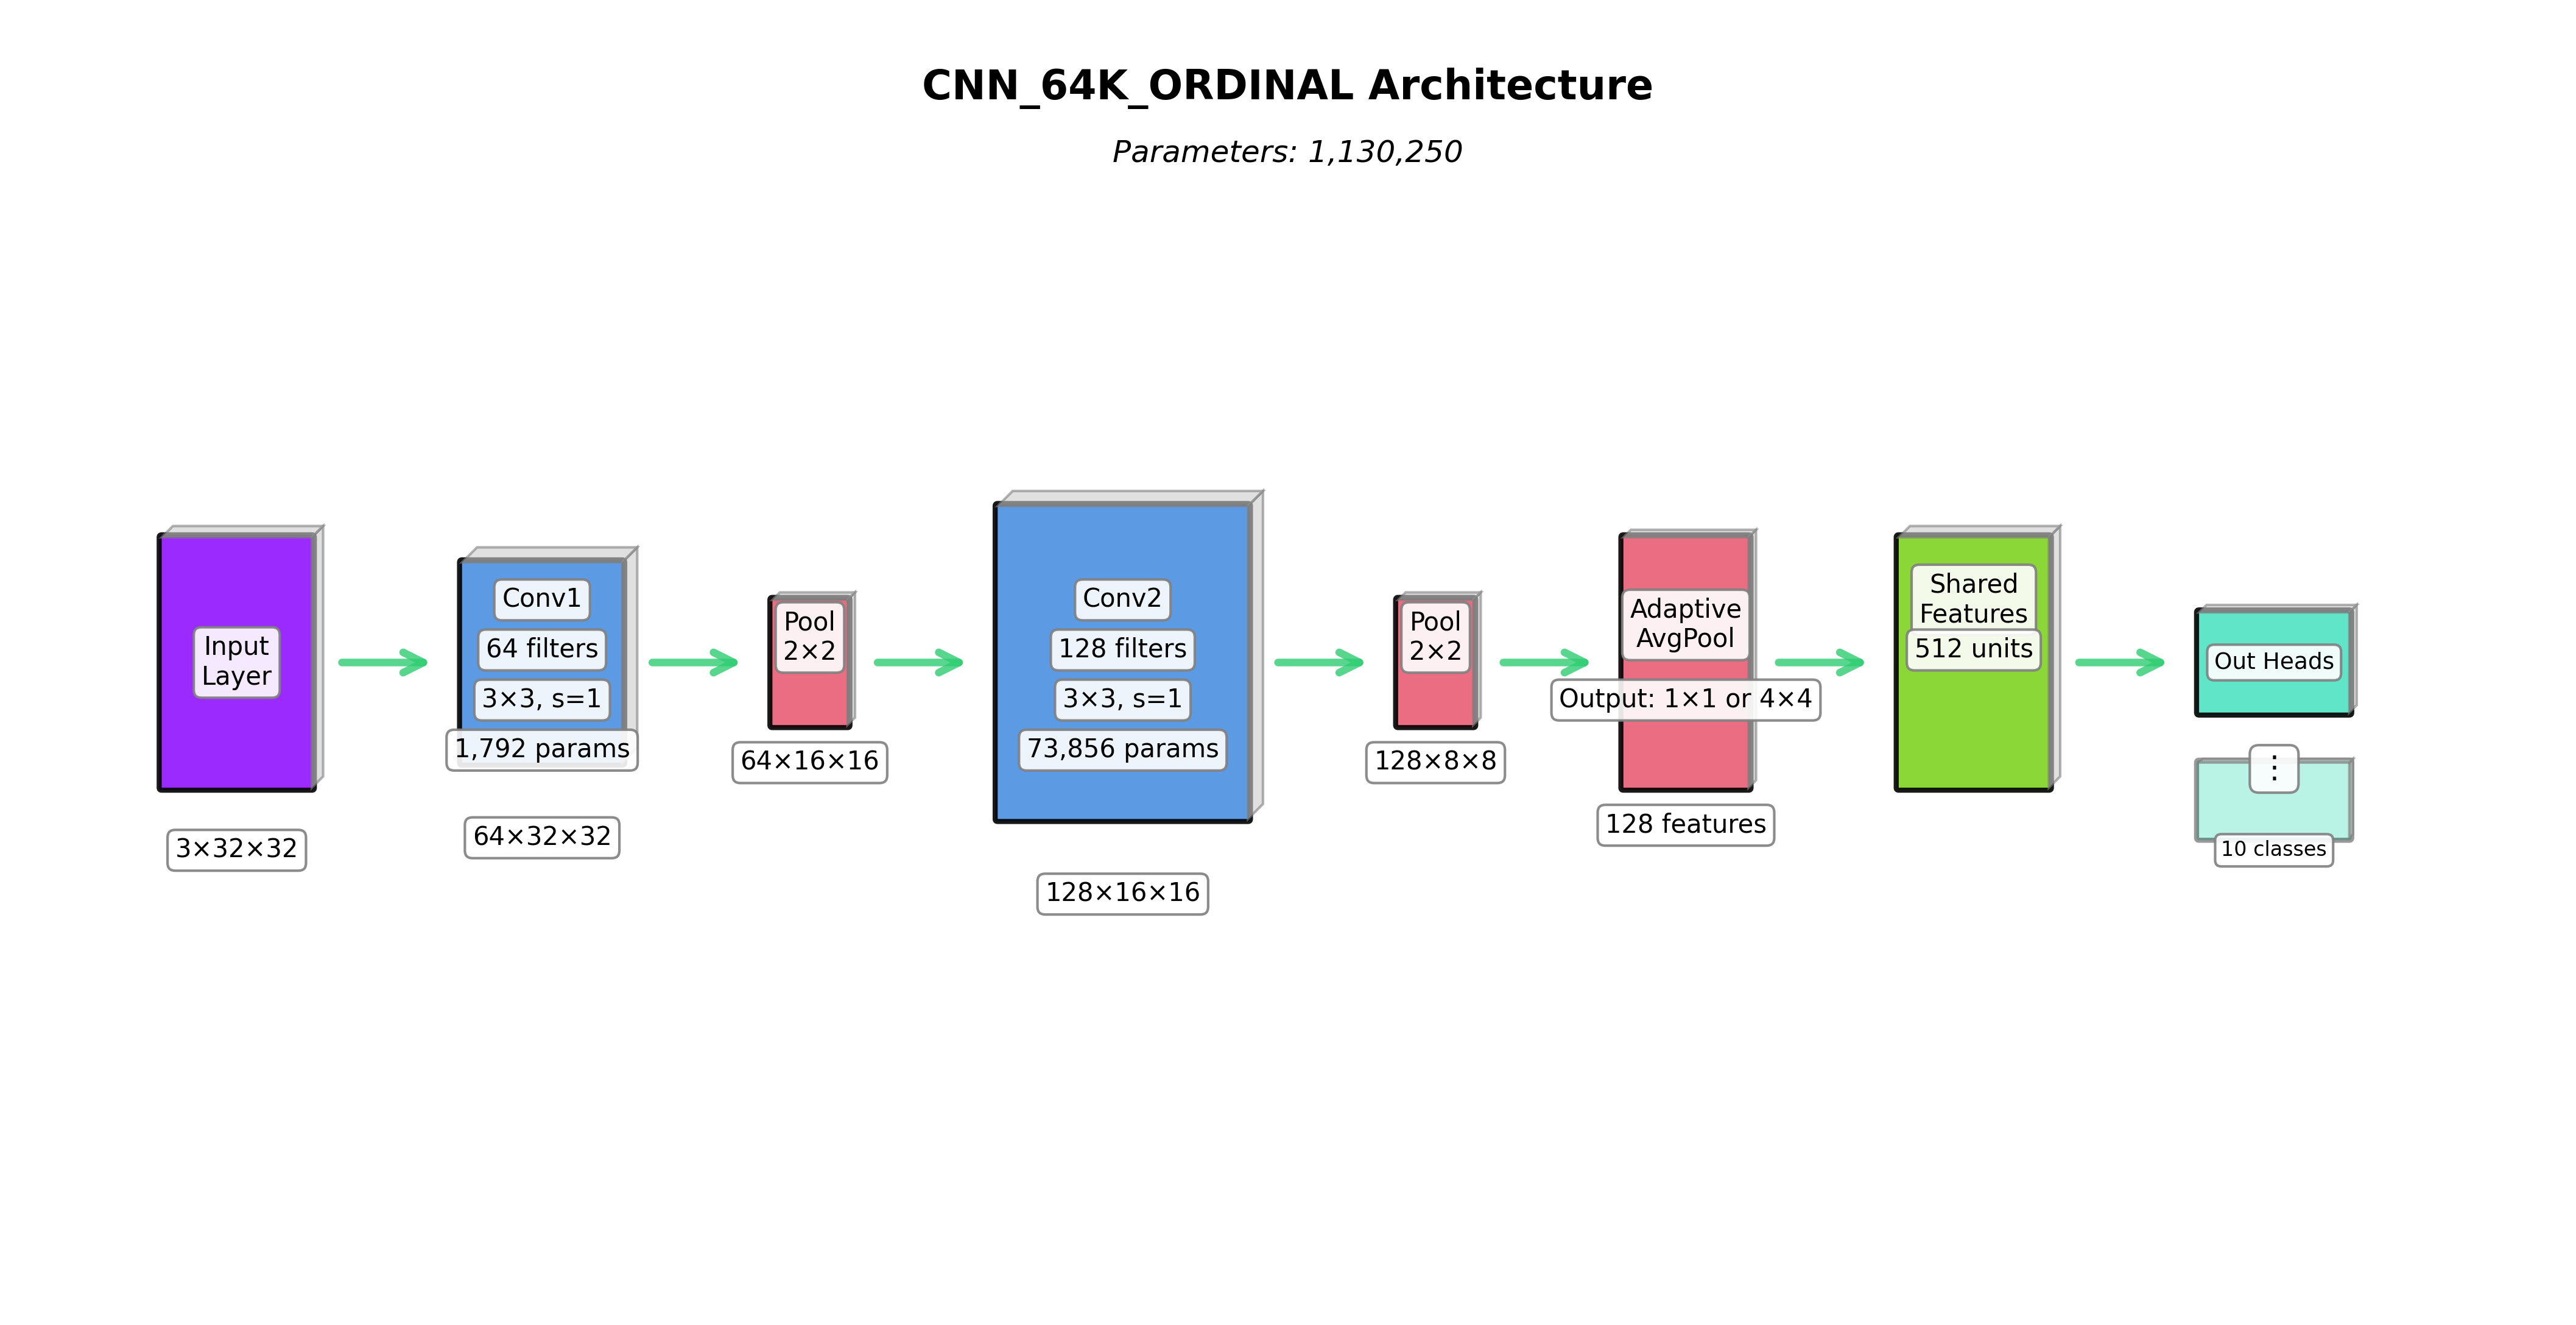 CNN_64K_ORDINAL Architecture
Parameters: 1,130,250
Input
Layer
3×32×32
Conv1
64 filters
3×3, s=1
1,792 params
64×32×32
Pool
2×2
64×16×16
Conv2
128 filters
3×3, s=1
73,856 params
128×16×16
Pool
2×2
128×8×8
Adaptive
AvgPool
Output: 1×1 or 4×4
128 features
Shared
Features
512 units
Out Heads
⋮
10 classes